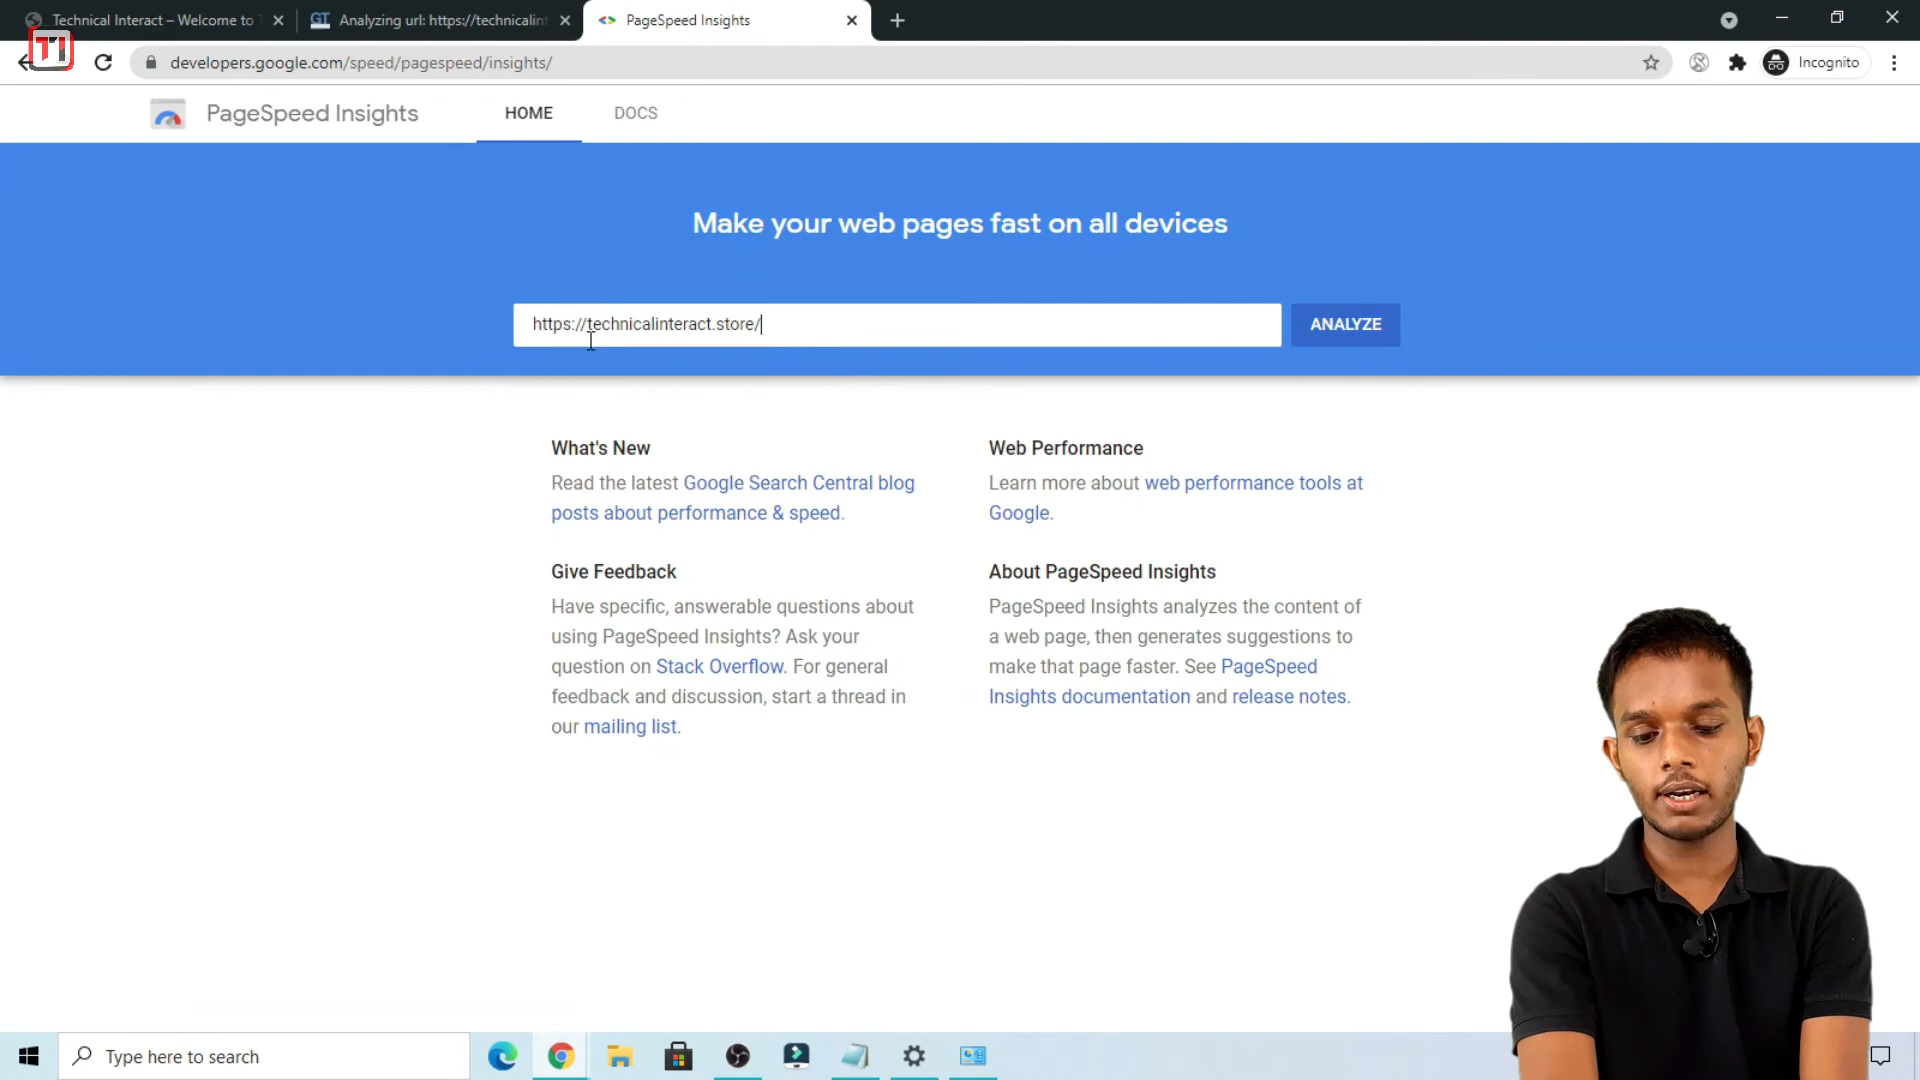 Technical Interact – Welcome to T
GT Analyzing url: https://technicalint
PageSpeed Insights
TI
developers.google.com/speed/pagespeed/insights/
Incognito
PageSpeed Insights
HOME
DOCS
Make your web pages fast on all devices
https://technicalinteract.store/
ANALYZE
What's New
Read the latest Google Search Central blog
posts about performance & speed.
Web Performance
Learn more about web performance tools at
Google.
Give Feedback
Have specific, answerable questions about
using PageSpeed Insights? Ask your
question on Stack Overflow. For general
feedback and discussion, start a thread in
our mailing list.
About PageSpeed Insights
PageSpeed Insights analyzes the content of
a web page, then generates suggestions to
make that page faster. See PageSpeed
Insights documentation and release notes.
Type here to search